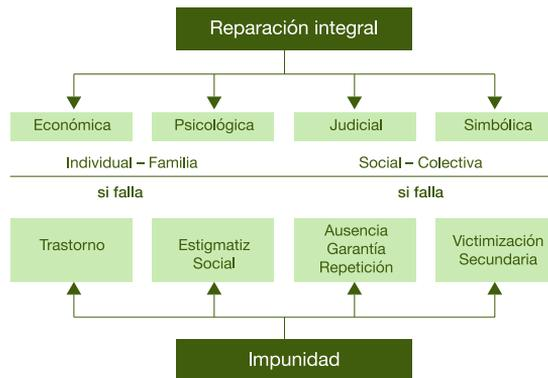 Reparación integral
Económica
Psicológica
Judicial
Simbólica
Individual – Familia
Social – Colectiva
si falla
si falla
Trastorno
Estigmatiz
Social
Ausencia
Garantía
Repetición
Victimización
Secundaria
Impunidad